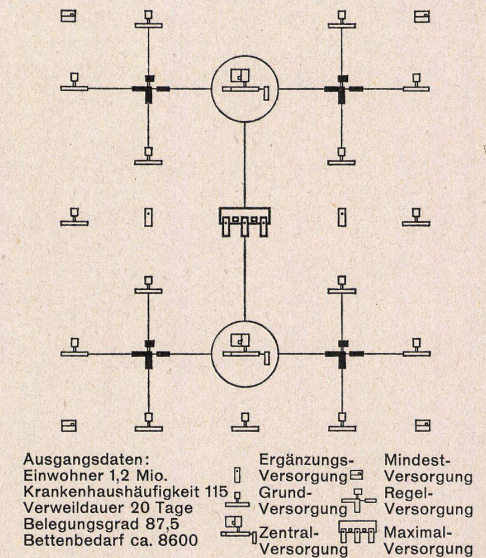 Ausgangsdaten:
Einwohner 1,2 Mio.
Krankenhaushäufigkeit 115
Verweildauer 20 Tage
Belegungsgrad 87,5
Bettenbedarf ca. 8600
Ergänzungs-
Versorgung
Grund-
Versorgung
Zentral-
Versorgung
Mindest-
Versorgung
Regel-
Versorgung
Maximal-
Versorgung